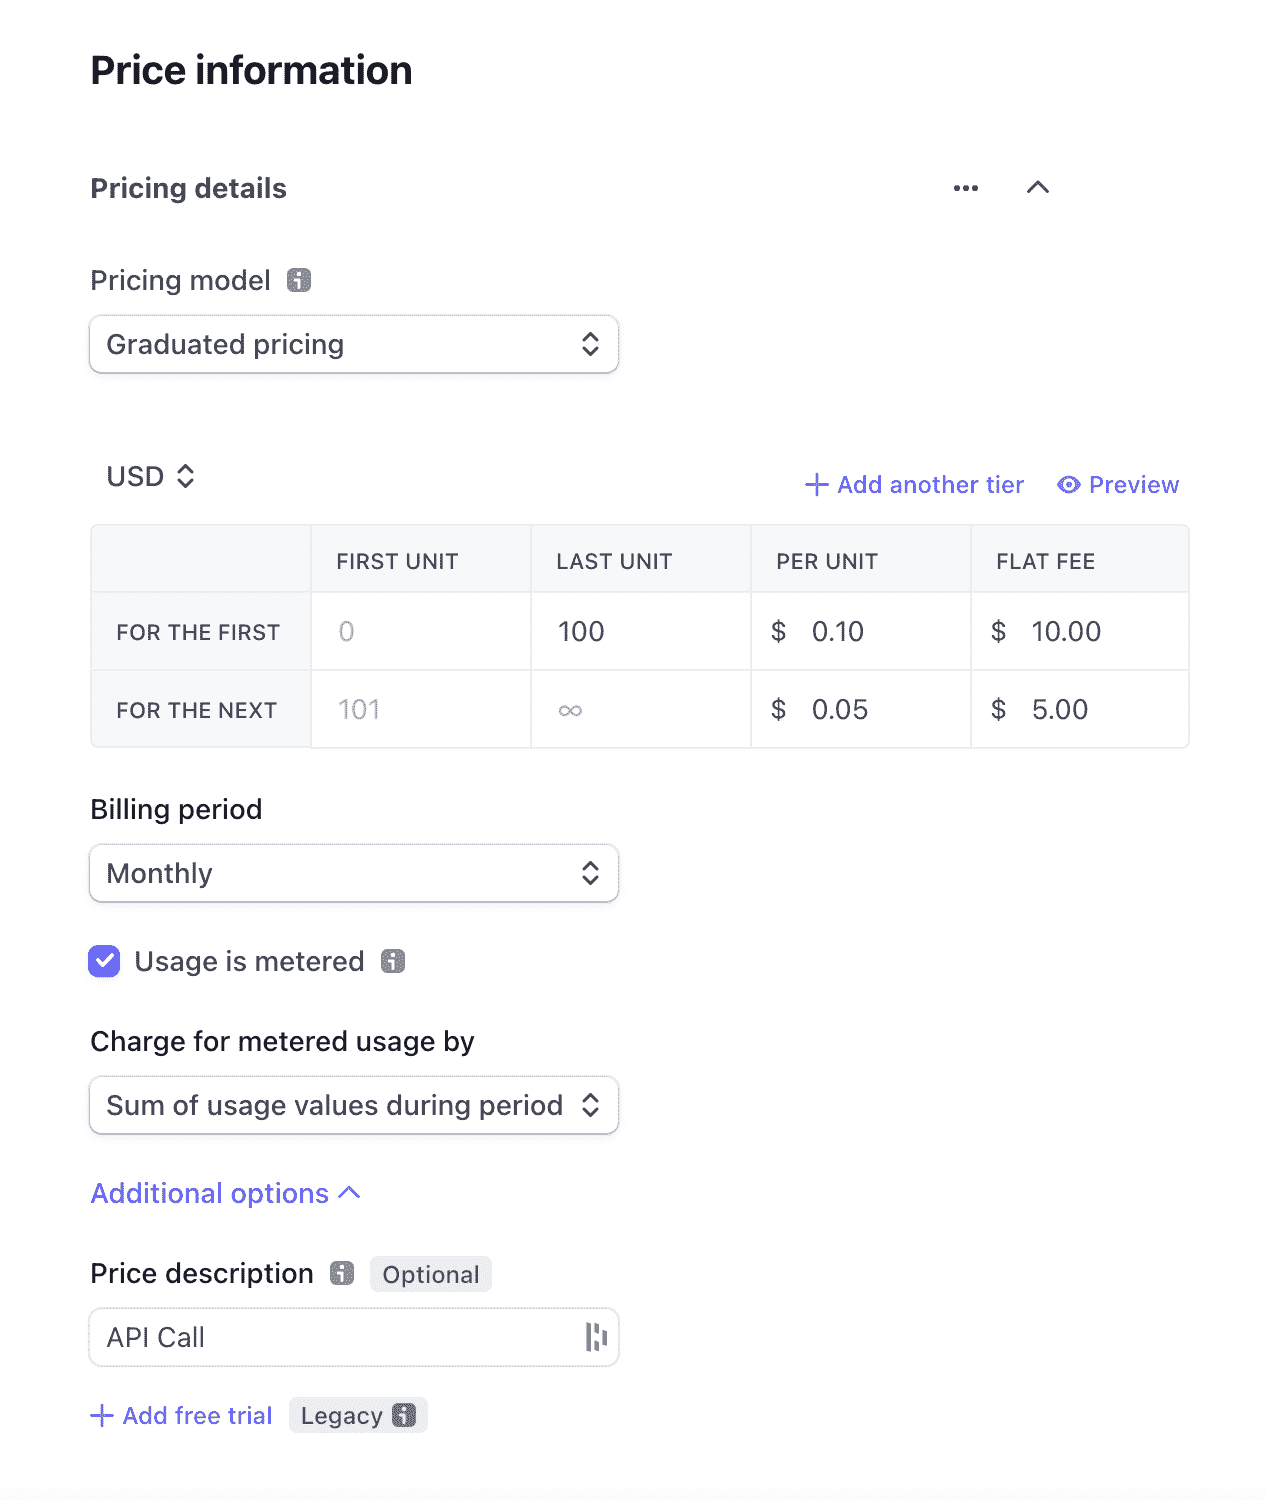 Price information
Pricing details
Pricing model
Graduated pricing
USD
Add another tier Preview
FIRST UNIT LAST UNIT PER UNIT FLAT FEE
FOR THE FIRST 0 100 $ 0.10 $ 10.00
FOR THE NEXT 101 ∞ $ 0.05 $ 5.00
Billing period
Monthly
Usage is metered
Charge for metered usage by
Sum of usage values during period
Additional options
Price description Optional
API Call
Add free trial Legacy